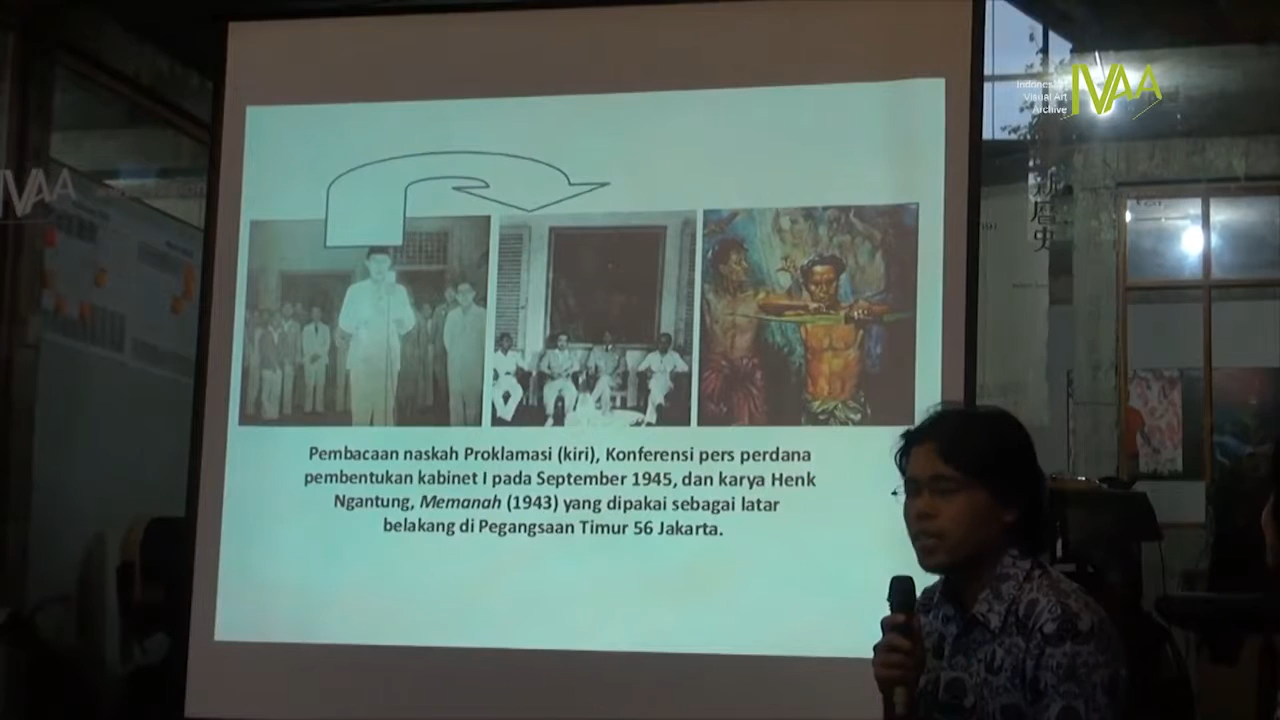 Indonesian
Visual Art
Archive
IVAA
IVAA
Pembacaan naskah Proklamasi (kiri), Konferensi pers perdana
pembentukan kabinet I pada September 1945, dan karya Henk
Ngantung, Memanah (1943) yang dipakai sebagai latar
belakang di Pegangsaan Timur 56 Jakarta.